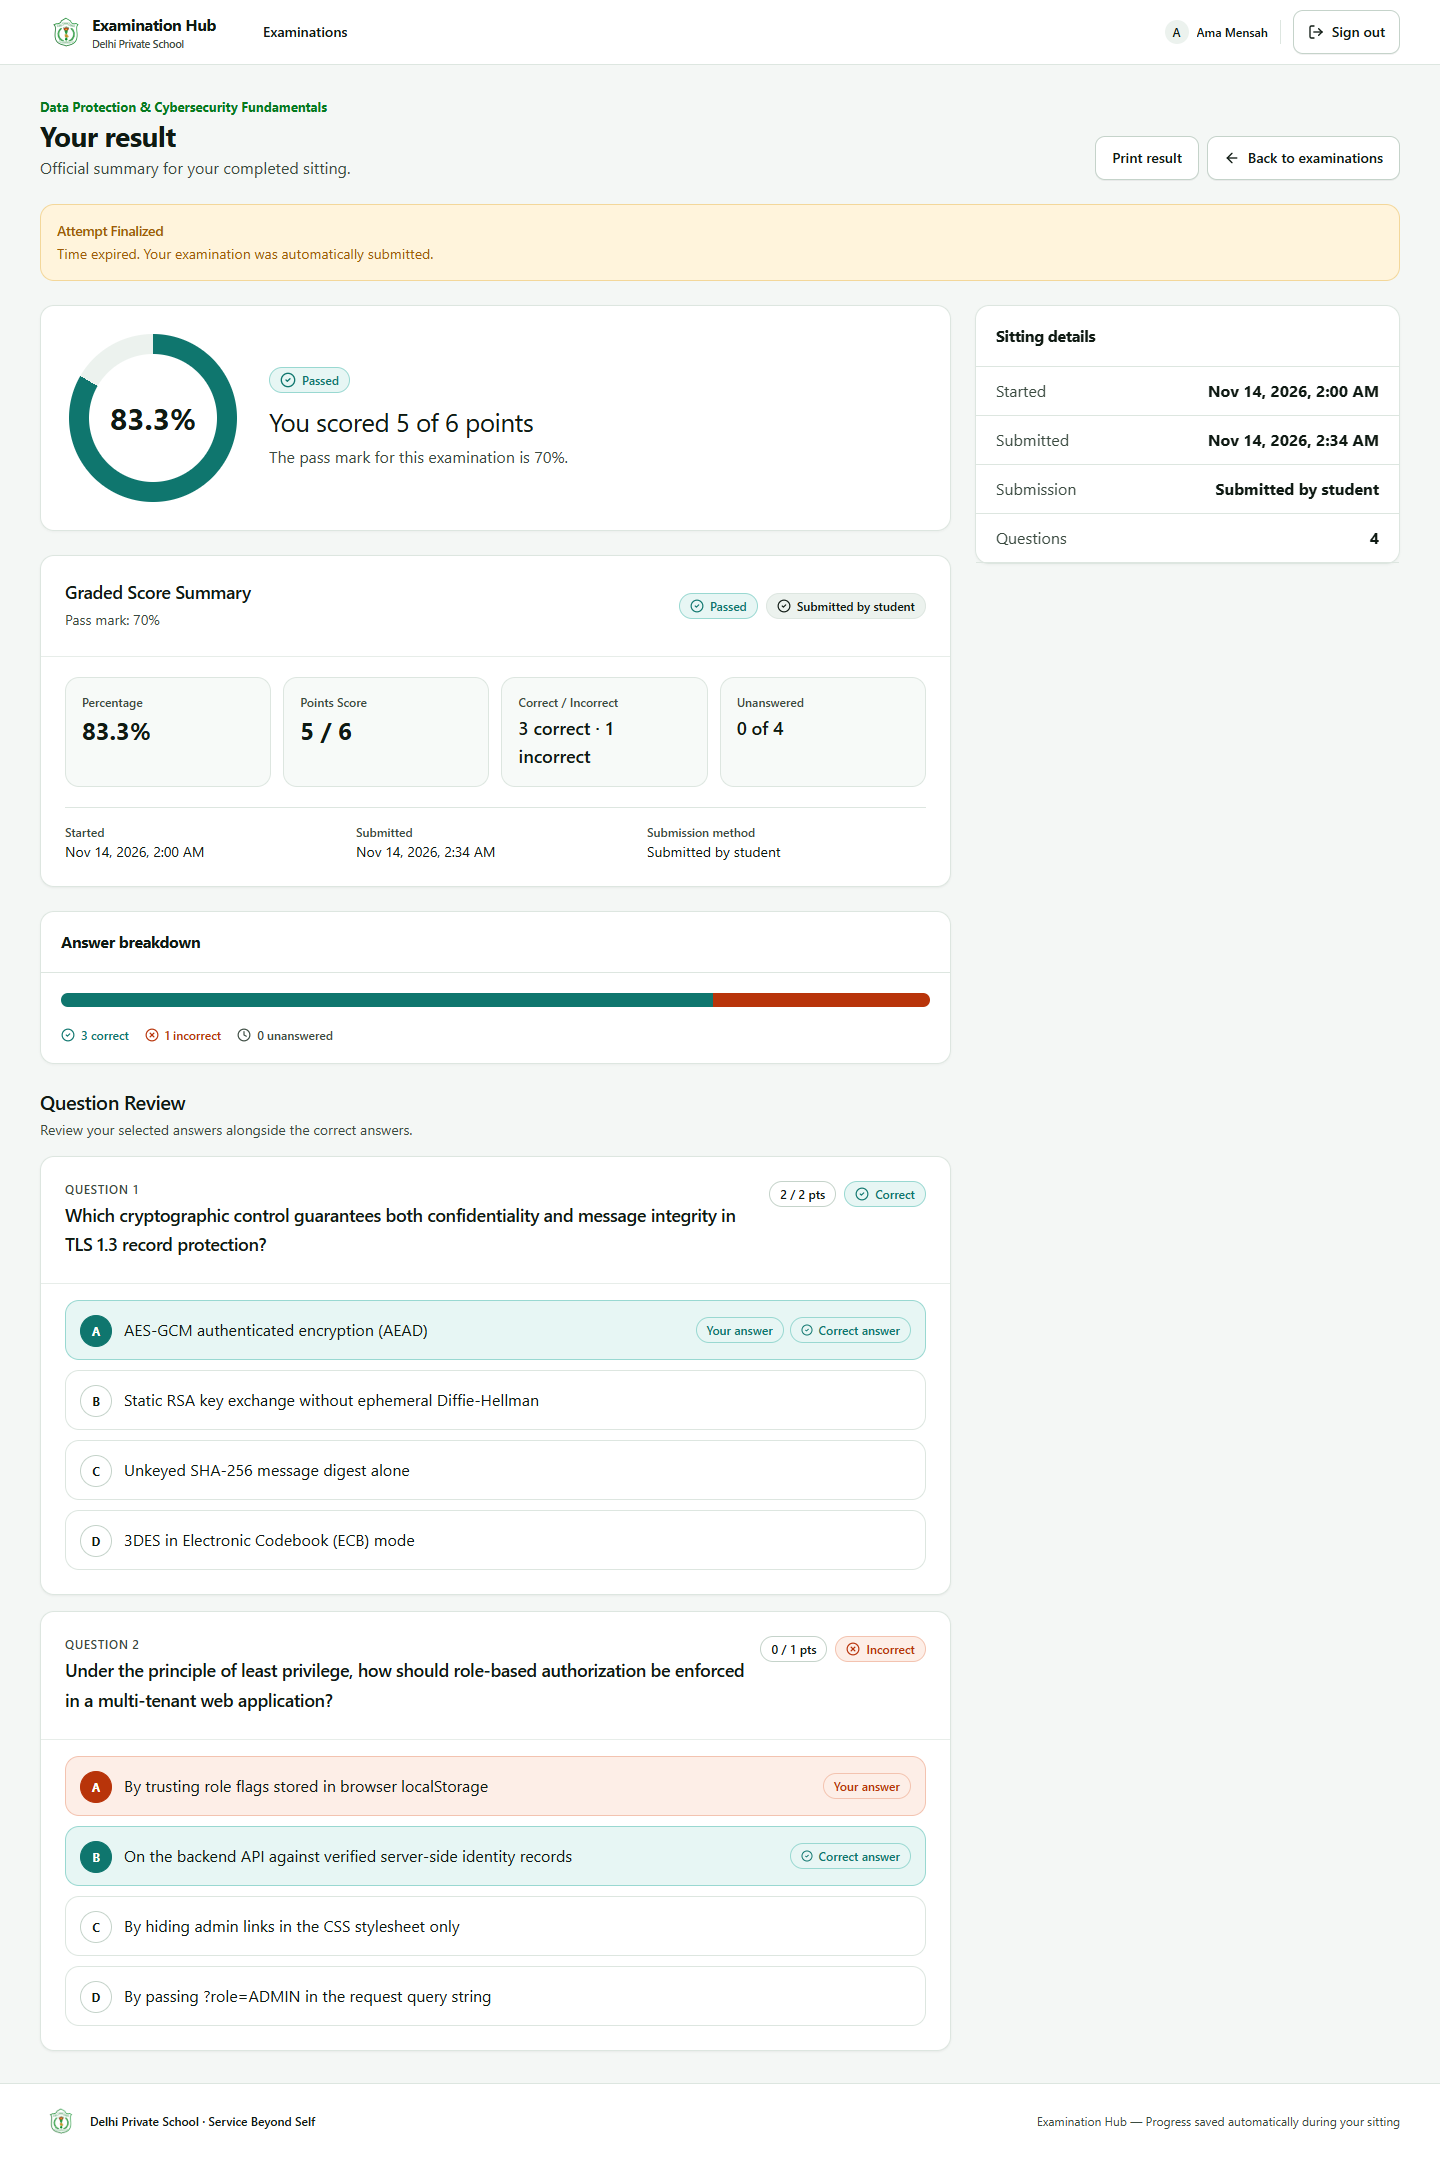 Examination Hub
Delhi Private School
Examinations
A
Ama Mensah
Sign out
Data Protection & Cybersecurity Fundamentals
Your result
Official summary for your completed sitting.
Print result
Back to examinations
Attempt Finalized
Time expired. Your examination was automatically submitted.
83.3%
Passed
You scored 5 of 6 points
The pass mark for this examination is 70%.
Sitting details
Started
Nov 14, 2026, 2:00 AM
Submitted
Nov 14, 2026, 2:34 AM
Submission
Submitted by student
Questions
4
Graded Score Summary
Pass mark: 70%
Passed
Submitted by student
Percentage
83.3%
Points Score
5 / 6
Correct / Incorrect
3 correct · 1
incorrect
Unanswered
0 of 4
Started
Nov 14, 2026, 2:00 AM
Submitted
Nov 14, 2026, 2:34 AM
Submission method
Submitted by student
Answer breakdown
3 correct
1 incorrect
0 unanswered
Question Review
Review your selected answers alongside the correct answers.
QUESTION 1
Which cryptographic control guarantees both confidentiality and message integrity in
TLS 1.3 record protection?
2 / 2 pts
Correct
A
AES-GCM authenticated encryption (AEAD)
Your answer
Correct answer
B
Static RSA key exchange without ephemeral Diffie-Hellman
C
Unkeyed SHA-256 message digest alone
D
3DES in Electronic Codebook (ECB) mode
QUESTION 2
Under the principle of least privilege, how should role-based authorization be enforced
in a multi-tenant web application?
0 / 1 pts
Incorrect
A
By trusting role flags stored in browser localStorage
Your answer
B
On the backend API against verified server-side identity records
Correct answer
C
By hiding admin links in the CSS stylesheet only
D
By passing ?role=ADMIN in the request query string
Delhi Private School · Service Beyond Self
Examination Hub — Progress saved automatically during your sitting